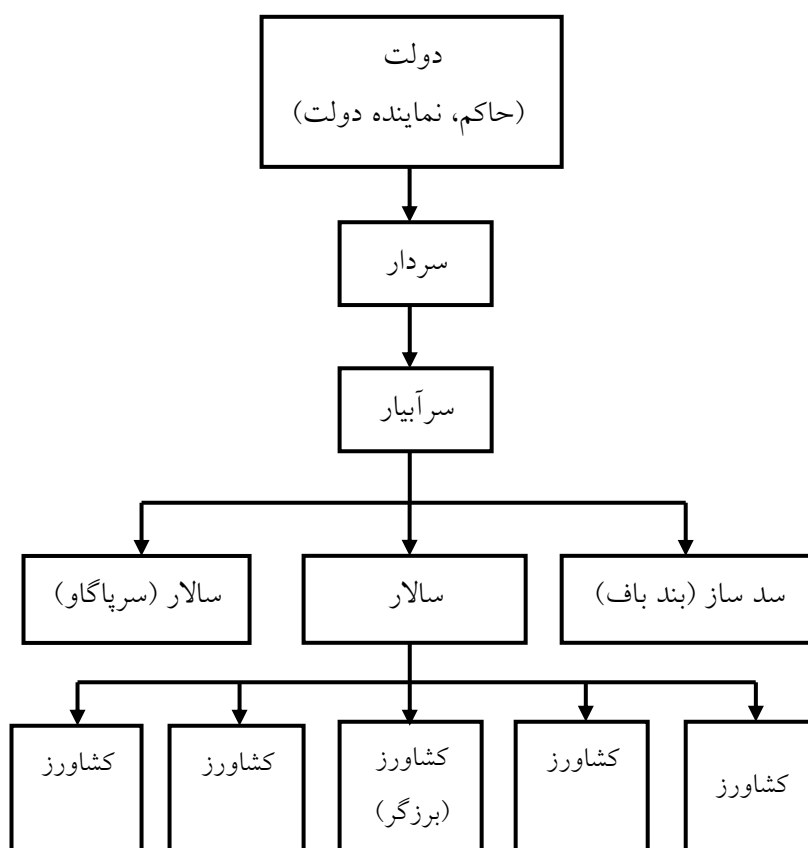 دولت
(حاکم، نماینده دولت)
سردار
سرآبیار
سد ساز (بند باف)
سالار
سالار (سرپاگاو)
کشاورز
کشاورز
کشاورز
(برزگر)
کشاورز
کشاورز